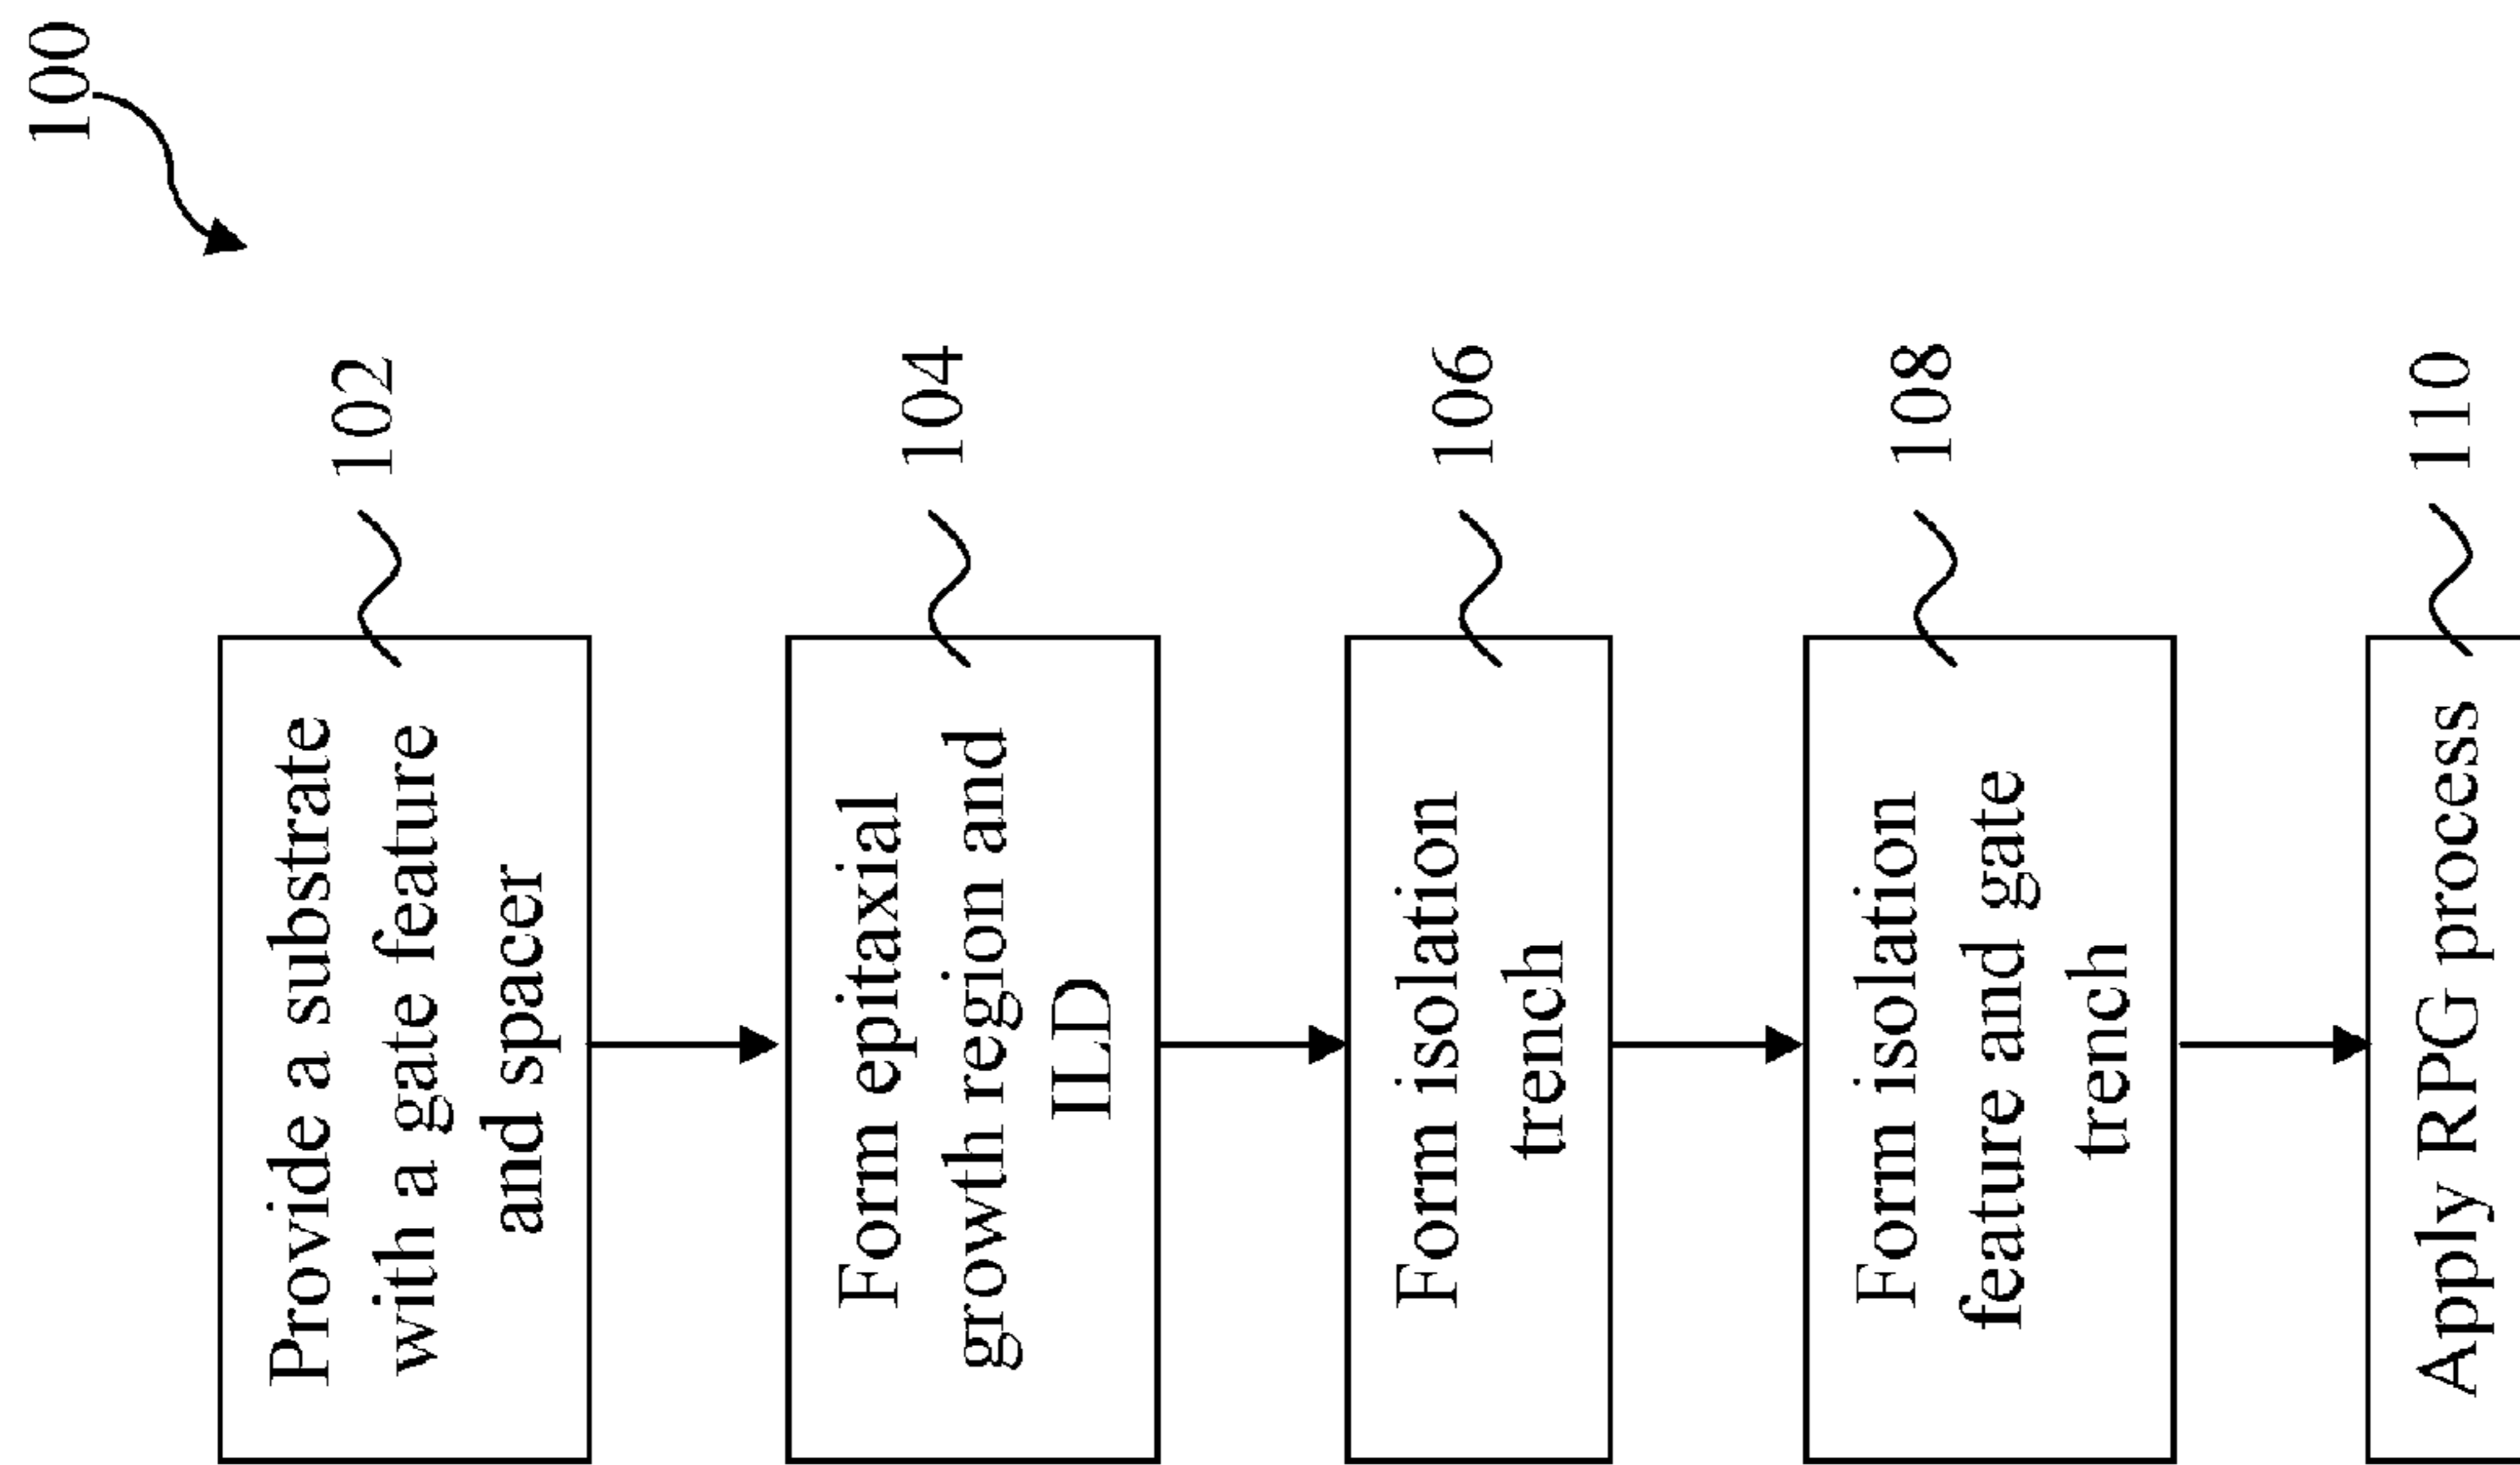 100
Provide a substrate
with a gate feature
and spacer
102
Form epitaxial
growth region and
ILD
104
Form isolation
trench
106
Form isolation
feature and gate
trench
108
Apply RPG process
110